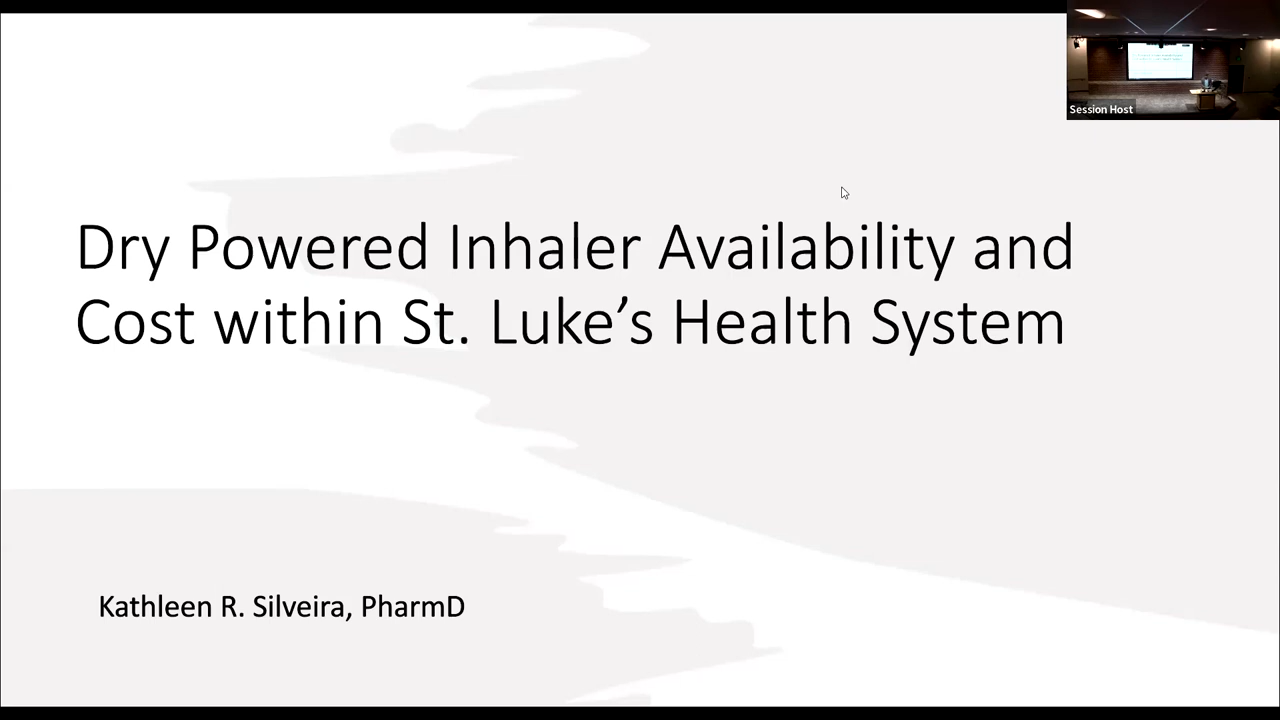 Session Host
Dry Powered Inhaler Availability and
Cost within St. Luke’s Health System
Kathleen R. Silveira, PharmD